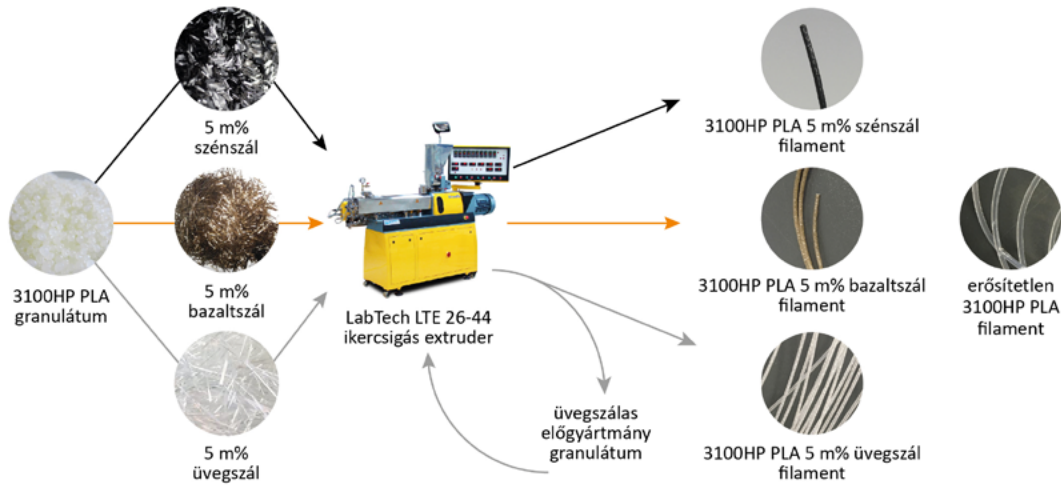 5 m%
szénszál
3100HP PLA
granulátum
5 m%
bazaltszál
5 m%
üvegszál
LabTech LTE 26-44
ikercsigás extruder
üvegszálas
előgyártmány
granulátum
3100HP PLA 5 m% szénszál
filament
3100HP PLA 5 m% bazaltszál
filament
3100HP PLA 5 m% üvegszál
filament
erősítetlen
3100HP PLA
filament